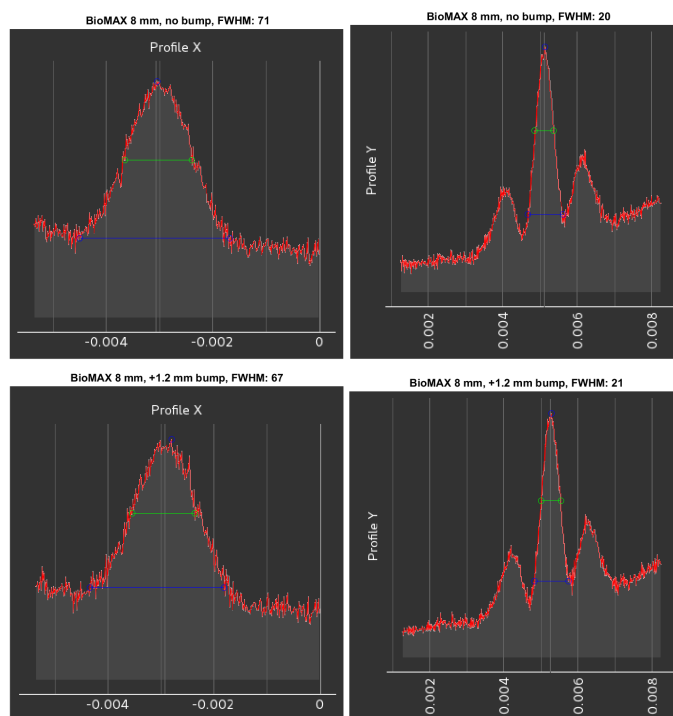 BioMAX 8 mm, no bump, FWHM: 71
Profile X
-0.004 -0.002 0
BioMAX 8 mm, no bump, FWHM: 20
Profile Y
0.002 0.004 0.006 0.008
BioMAX 8 mm, +1.2 mm bump, FWHM: 67
Profile X
-0.004 -0.002 0
BioMAX 8 mm, +1.2 mm bump, FWHM: 21
Profile Y
0.002 0.004 0.006 0.008